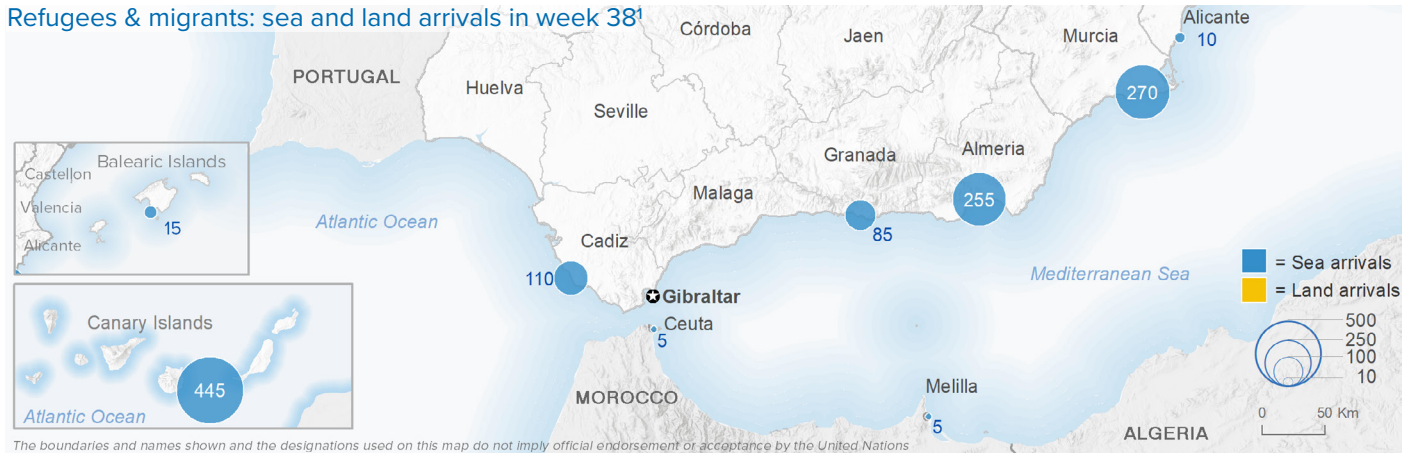 Refugees & migrants: sea and land arrivals in week 38¹
Alicante
10
Córdoba
Jaen
Murcia
PORTUGAL
Huelva
270
Seville
Balearic Islands
Castellon
Valencia
15
Alicante
Granada
Almeria
Malaga
255
Atlantic Ocean
85
Cadiz
110
Mediterranean Sea
= Sea arrivals
= Land arrivals
Gibraltar
Ceuta
5
Canary Islands
445
Atlantic Ocean
500
250
100
10
Melilla
5
MOROCCO
0 50 Km
ALGERIA
The boundaries and names shown and the designations used on this map do not imply official endorsement or acceptance by the United Nations